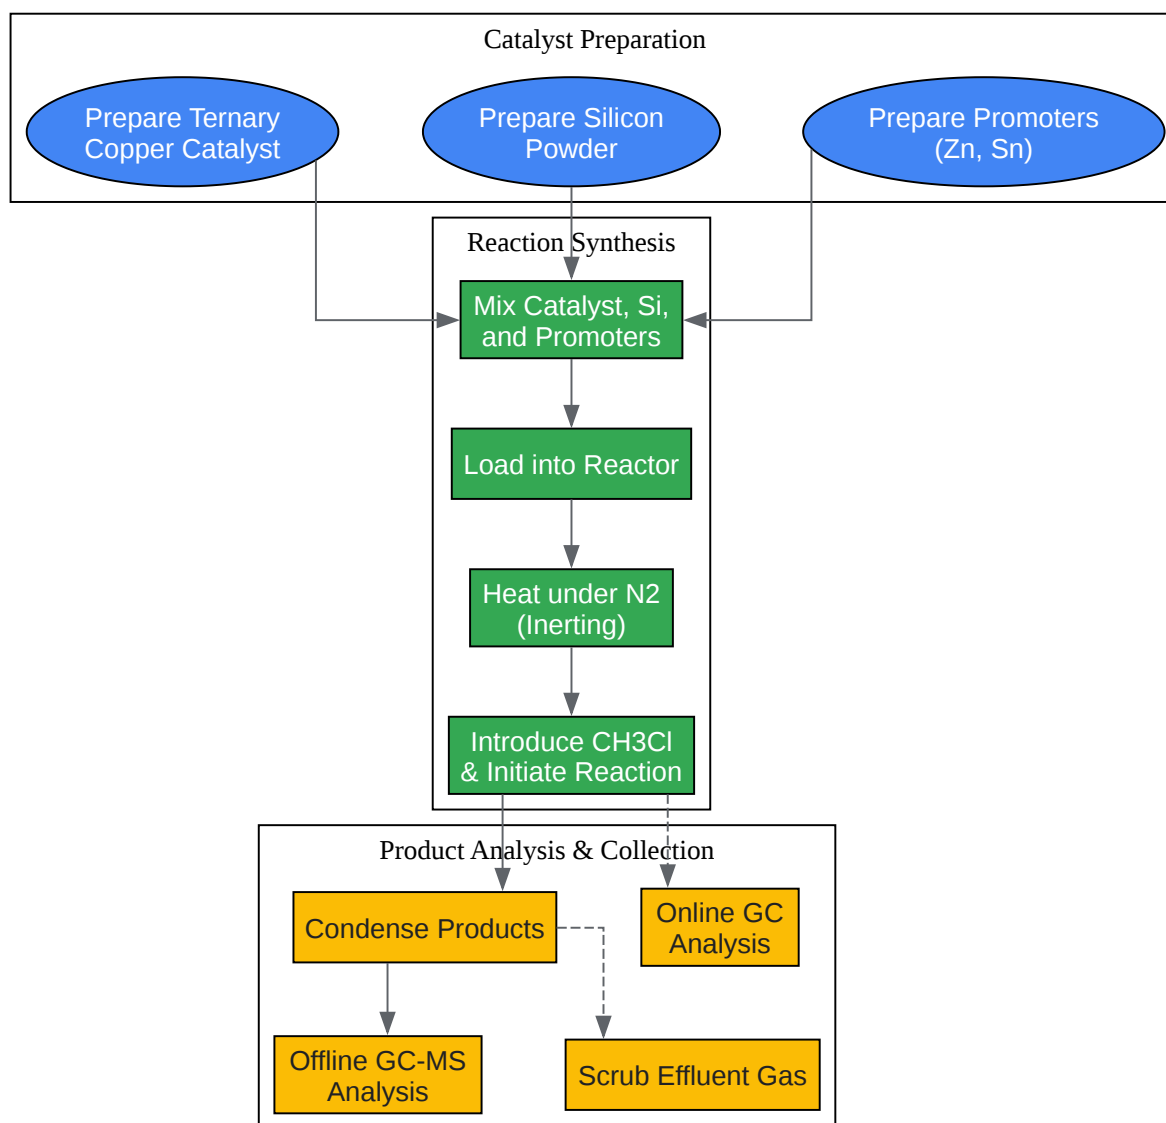 Catalyst Preparation
Prepare Ternary
Copper Catalyst
Prepare Silicon
Powder
Prepare Promoters
(Zn, Sn)
Reaction Synthesis
Mix Catalyst, Si,
and Promoters
Load into Reactor
Heat under N2
(Inerting)
Introduce CH3Cl
& Initiate Reaction
Product Analysis & Collection
Condense Products
Online GC
Analysis
Offline GC-MS
Analysis
Scrub Effluent Gas